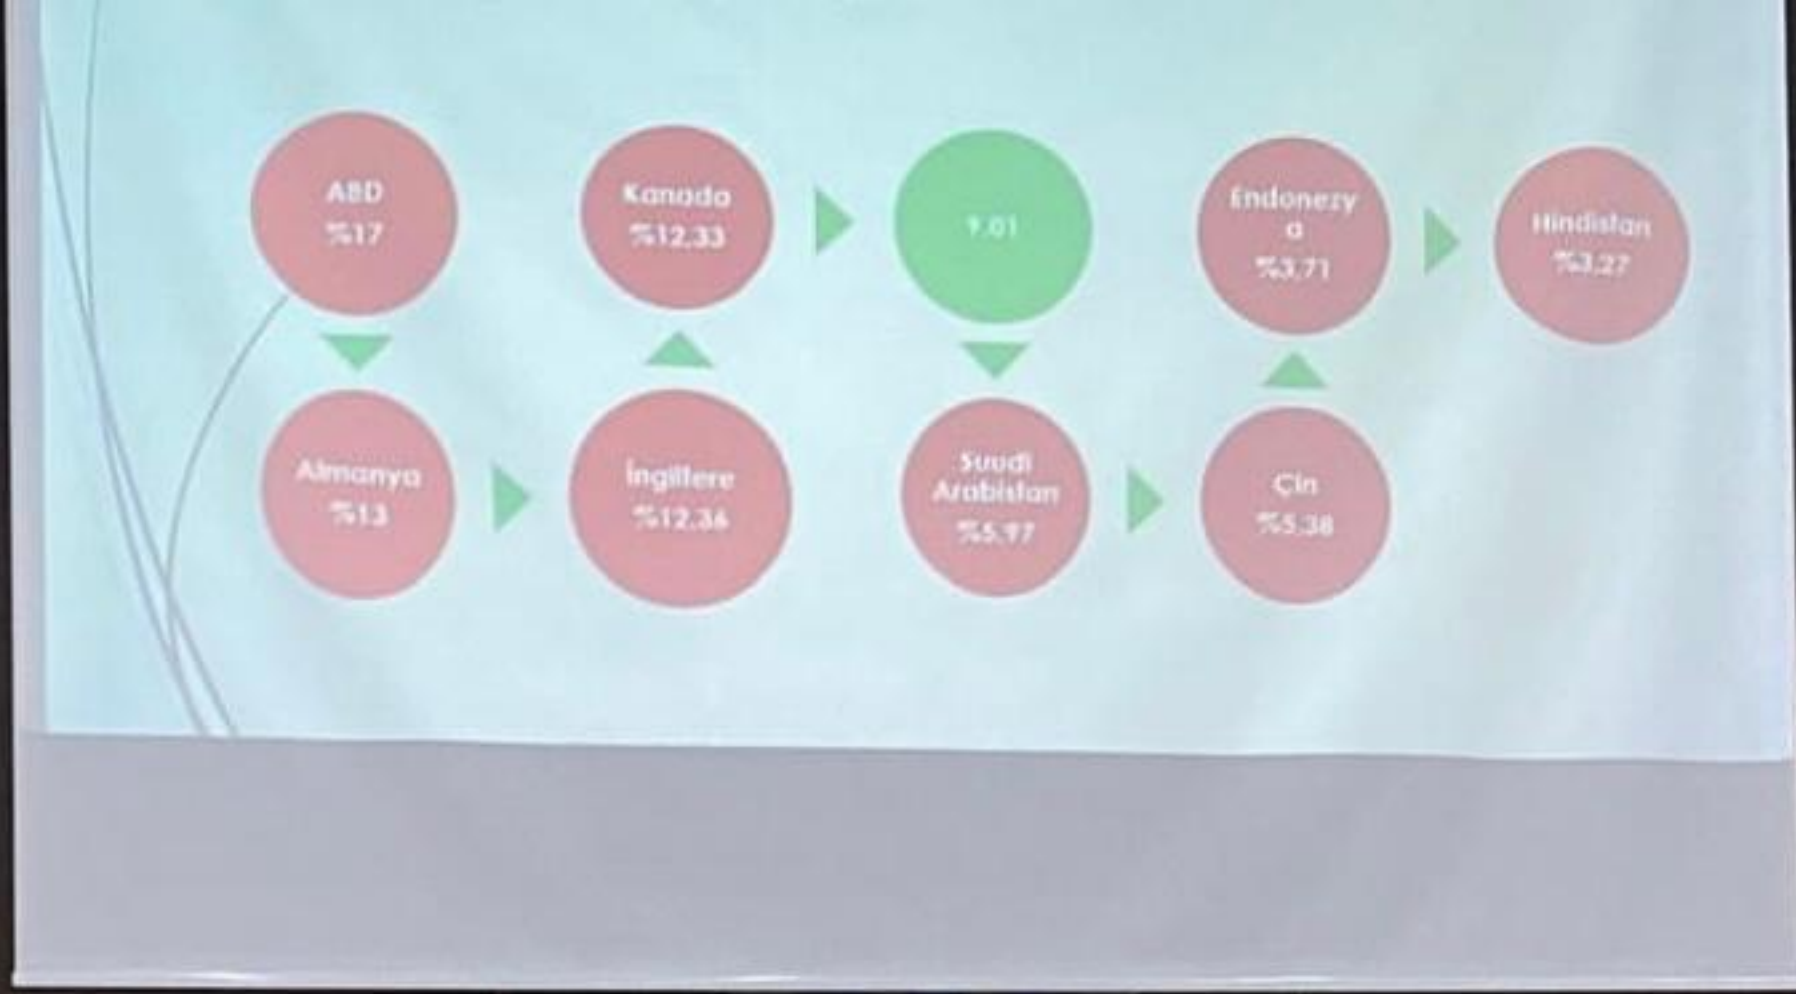 ABD
%17
Almanya
%13
İngiltere
%12.36
Kanada
%12.33
9.01
Suudi
Arabistan
%5.97
Çin
%5.38
Endonezy
a
%3.71
Hindistan
%3.27